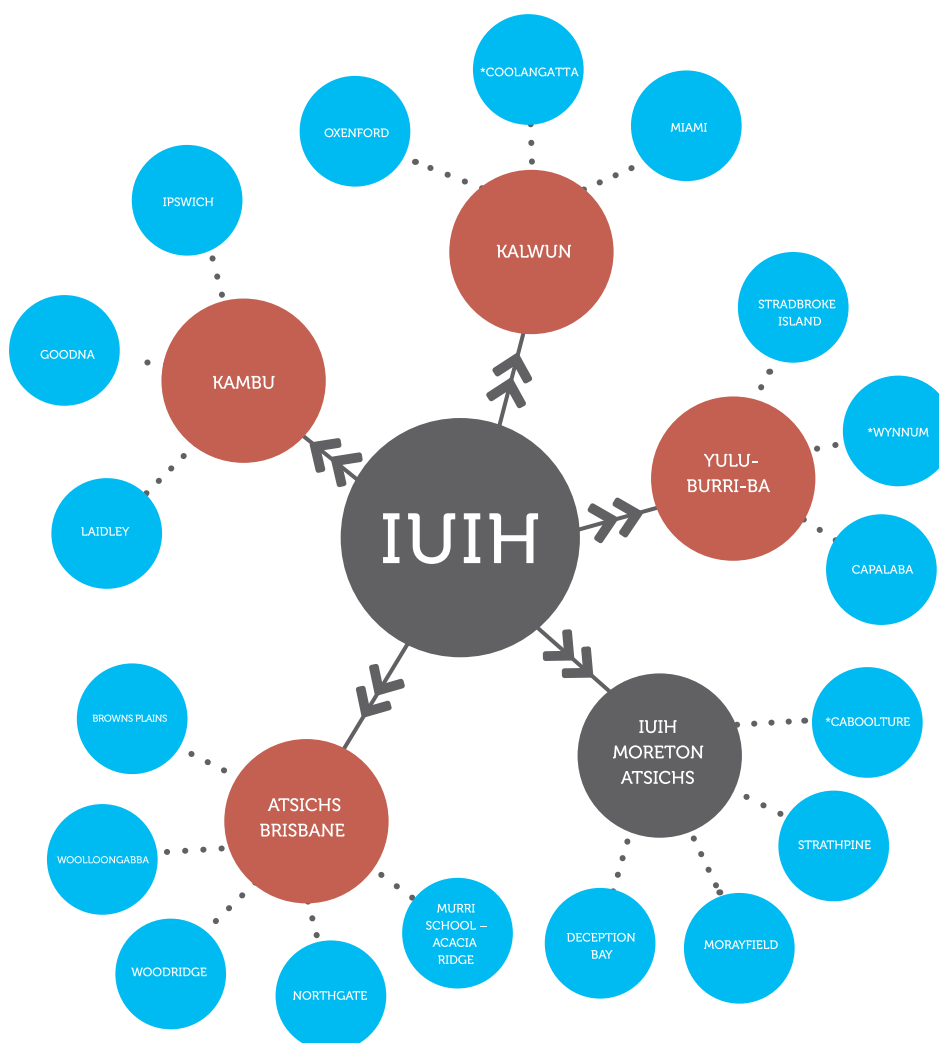 *COOLANGATTA
OXENFORD
MIAMI
KALWUN
IPSWICH
GOODNA
KAMBU
LAIDLEY
STRADBROKE
ISLAND
*WYNNUM
YULU-
BURRI-BA
CAPALABA
IUIH
IUIH
MORETON
ATSICHS
*CABOOLTURE
STRATHPINE
MORAYFIELD
DECEPTION
BAY
ATSICHS
BRISBANE
BROWNS PLAINS
WOOLLOONGABBA
WOODRIDGE
NORTHGATE
MURRI
SCHOOL –
ACACIA
RIDGE